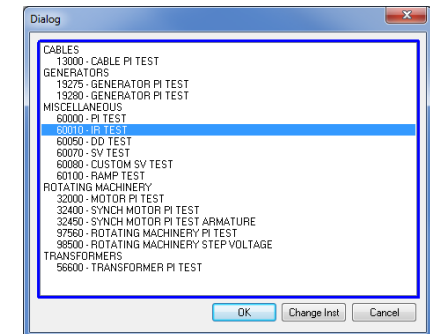 Dialog
CABLES
13000 - CABLE PI TEST
GENERATORS
19275 - GENERATOR PI TEST
19280 - GENERATOR PI TEST
MISCELLANEOUS
60000 - PI TEST
60010 - IR TEST
60050 - DD TEST
60070 - SV TEST
60080 - CUSTOM SV TEST
60100 - RAMP TEST
ROTATING MACHINERY
32000 - MOTOR PI TEST
32400 - SYNCH MOTOR PI TEST
32450 - SYNCH MOTOR PI TEST ARMATURE
97560 - ROTATING MACHINERY PI TEST
98500 - ROTATING MACHINERY STEP VOLTAGE
TRANSFORMERS
56600 - TRANSFORMER PI TEST
OK Change Inst Cancel